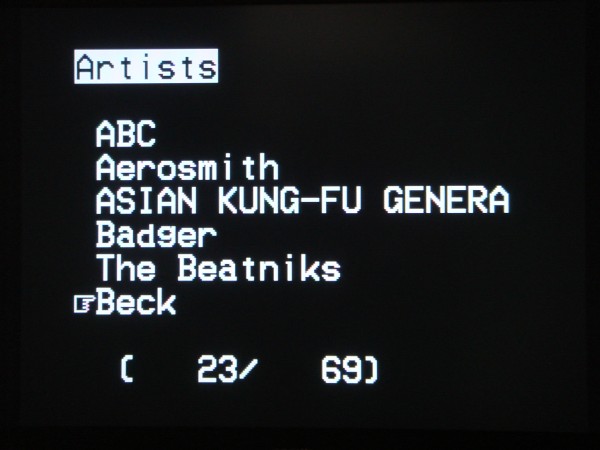 Artists
ABC
Aerosmith
ASIAN KUNG-FU GENERA
Badger
The Beatniks
☞Beck
( 23/ 69)